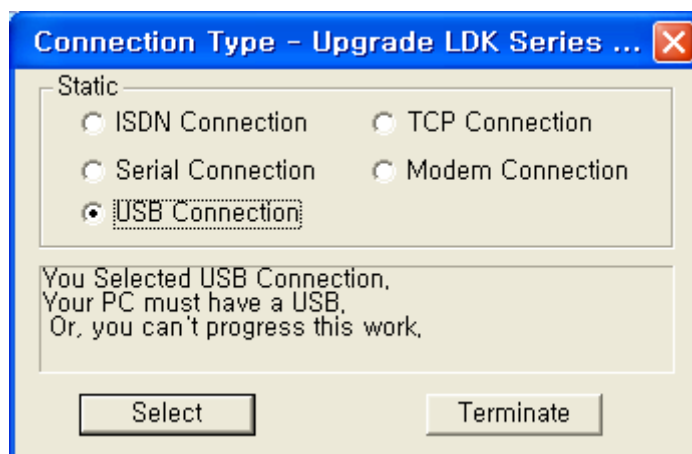 Connection Type - Upgrade LDK Series ...
Static
ISDN Connection
TCP Connection
Serial Connection
Modem Connection
USB Connection
You Selected USB Connection,
Your PC must have a USB,
Or, you can't progress this work,
Select
Terminate